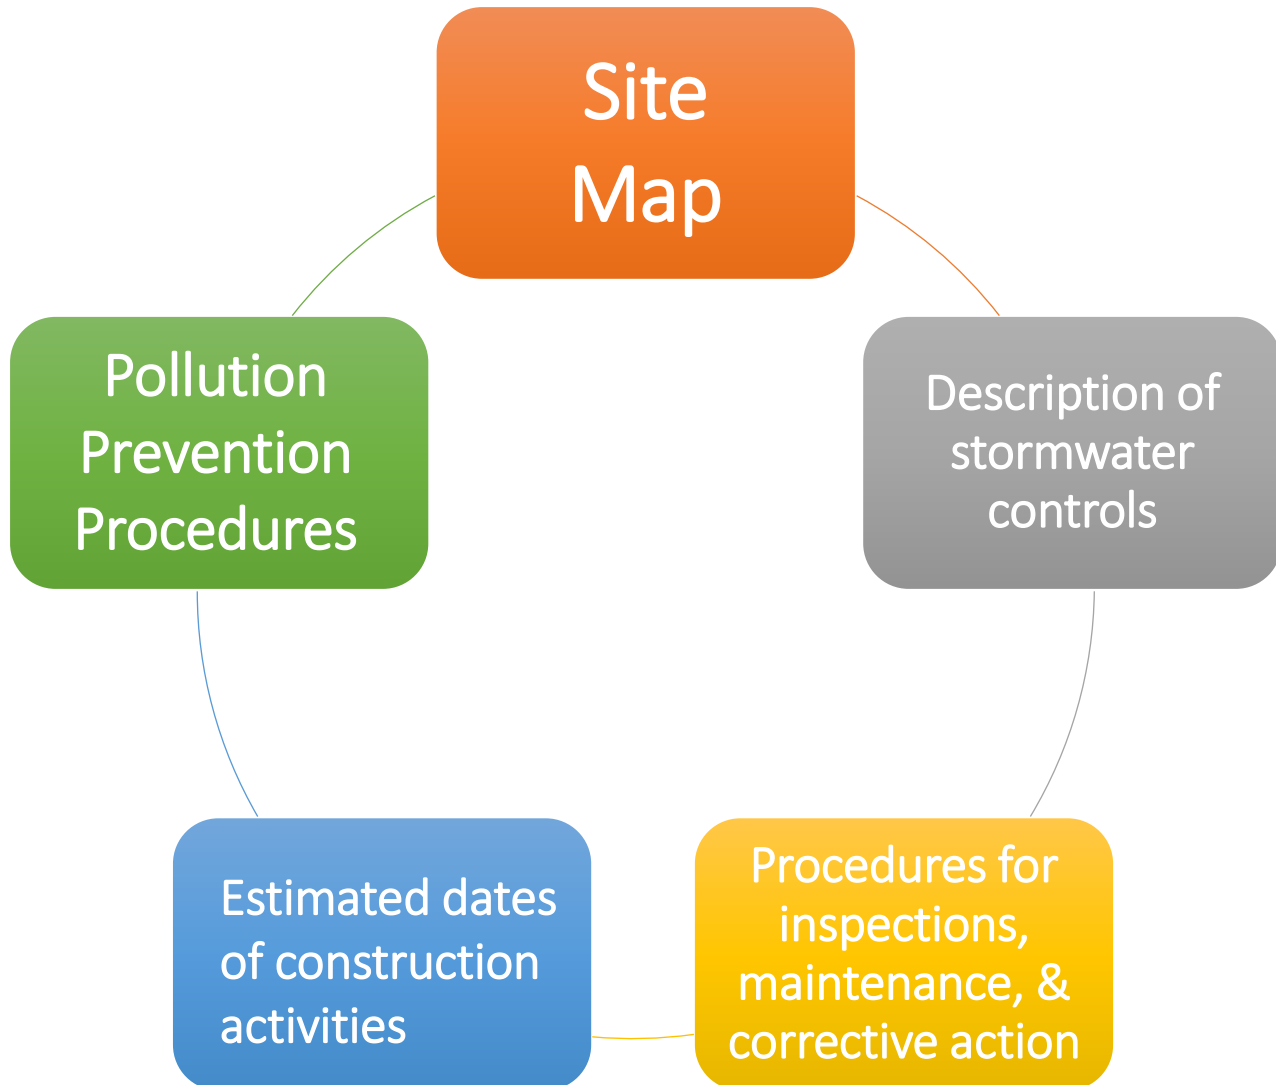 Site
Map
Description of
stormwater
controls
Procedures for
inspections,
maintenance, &
corrective action
Estimated dates
of construction
activities
Pollution
Prevention
Procedures